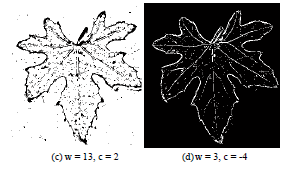 (c) w = 13, c = 2
(d) w = 3, c = -4